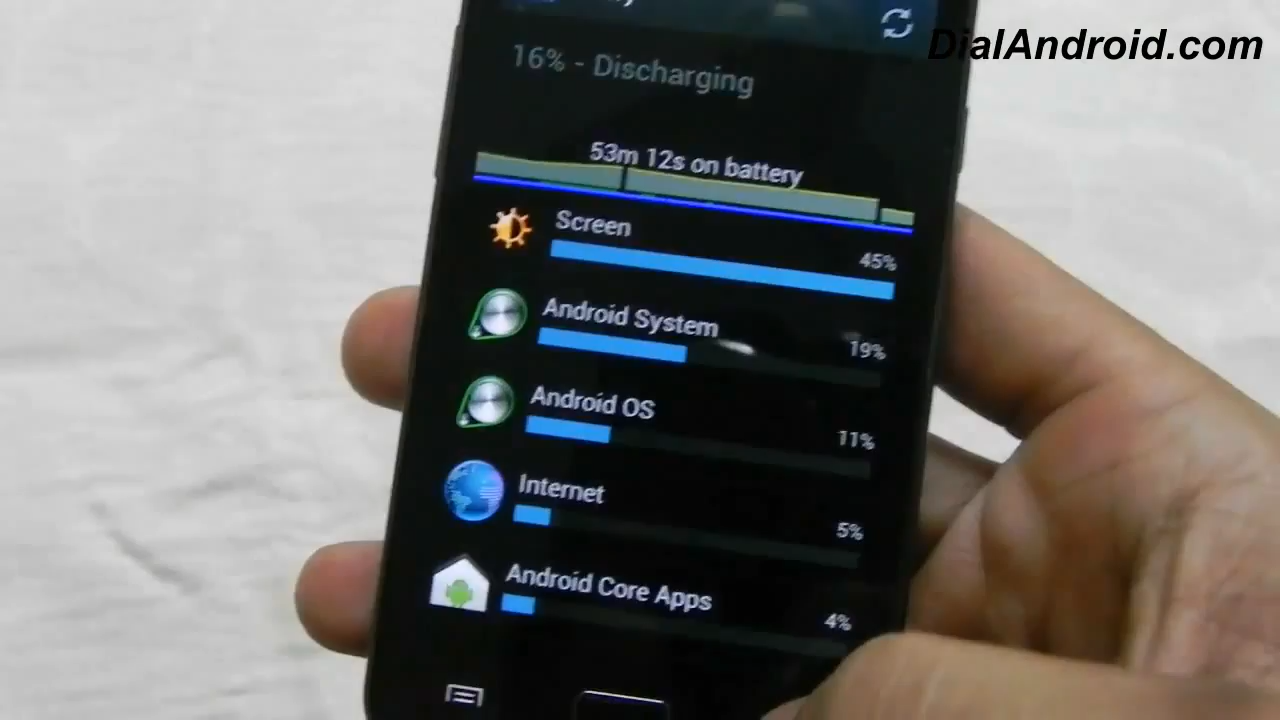 DialAndroid.com
16% - Discharging
53m 12s on battery
Screen
45%
Android System
19%
Android OS
11%
Internet
5%
Android Core Apps
4%